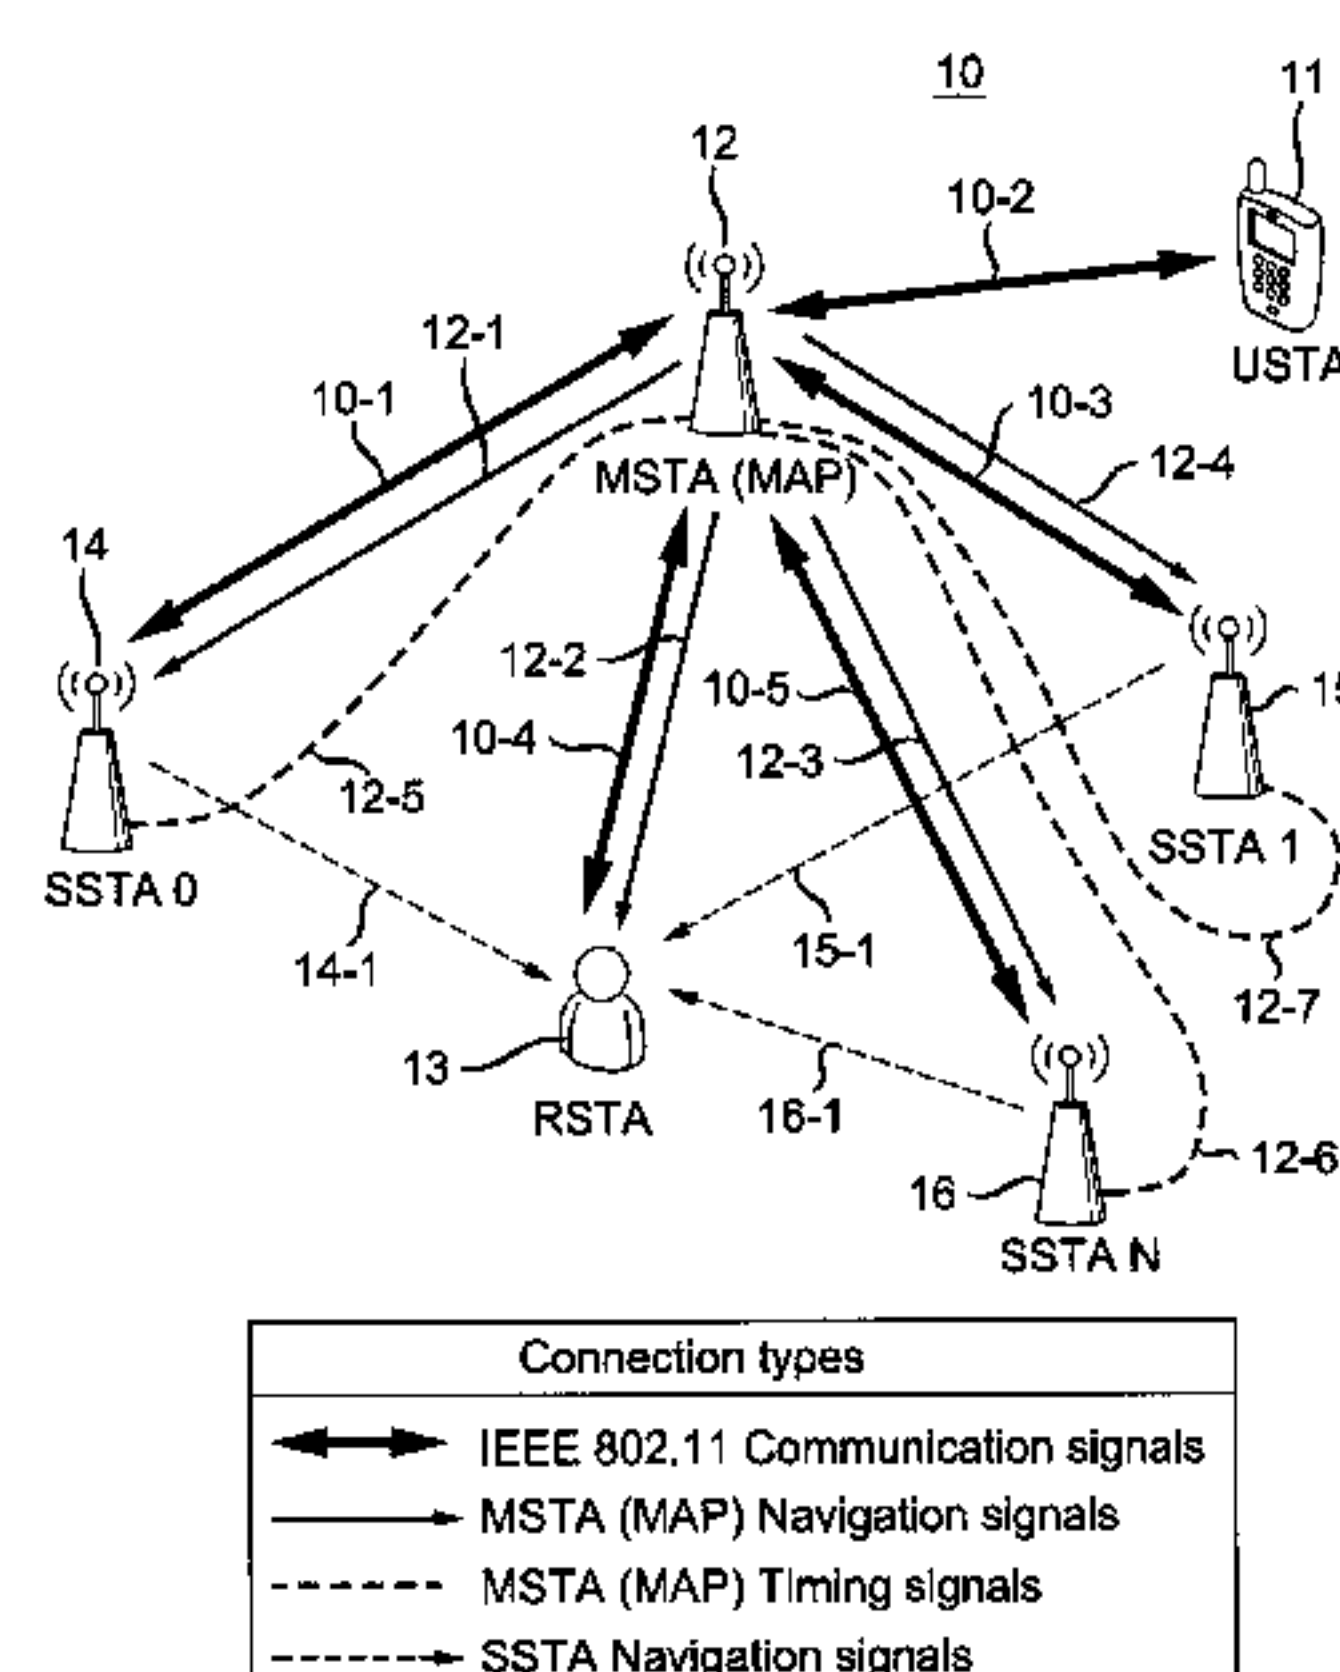 10
11
12
10-2
12-1
USTA
10-1
10-3
12-4
MSTA (MAP)
14
12-2
10-5
15
10-4
12-3
12-5
SSTA 1
SSTA 0
15-1
14-1
12-7
13
RSTA
16-1
12-6
16
SSTA N
Connection types
IEEE 802.11 Communication signals
MSTA (MAP) Navigation signals
MSTA (MAP) Timing signals
SSTA Navigation signals